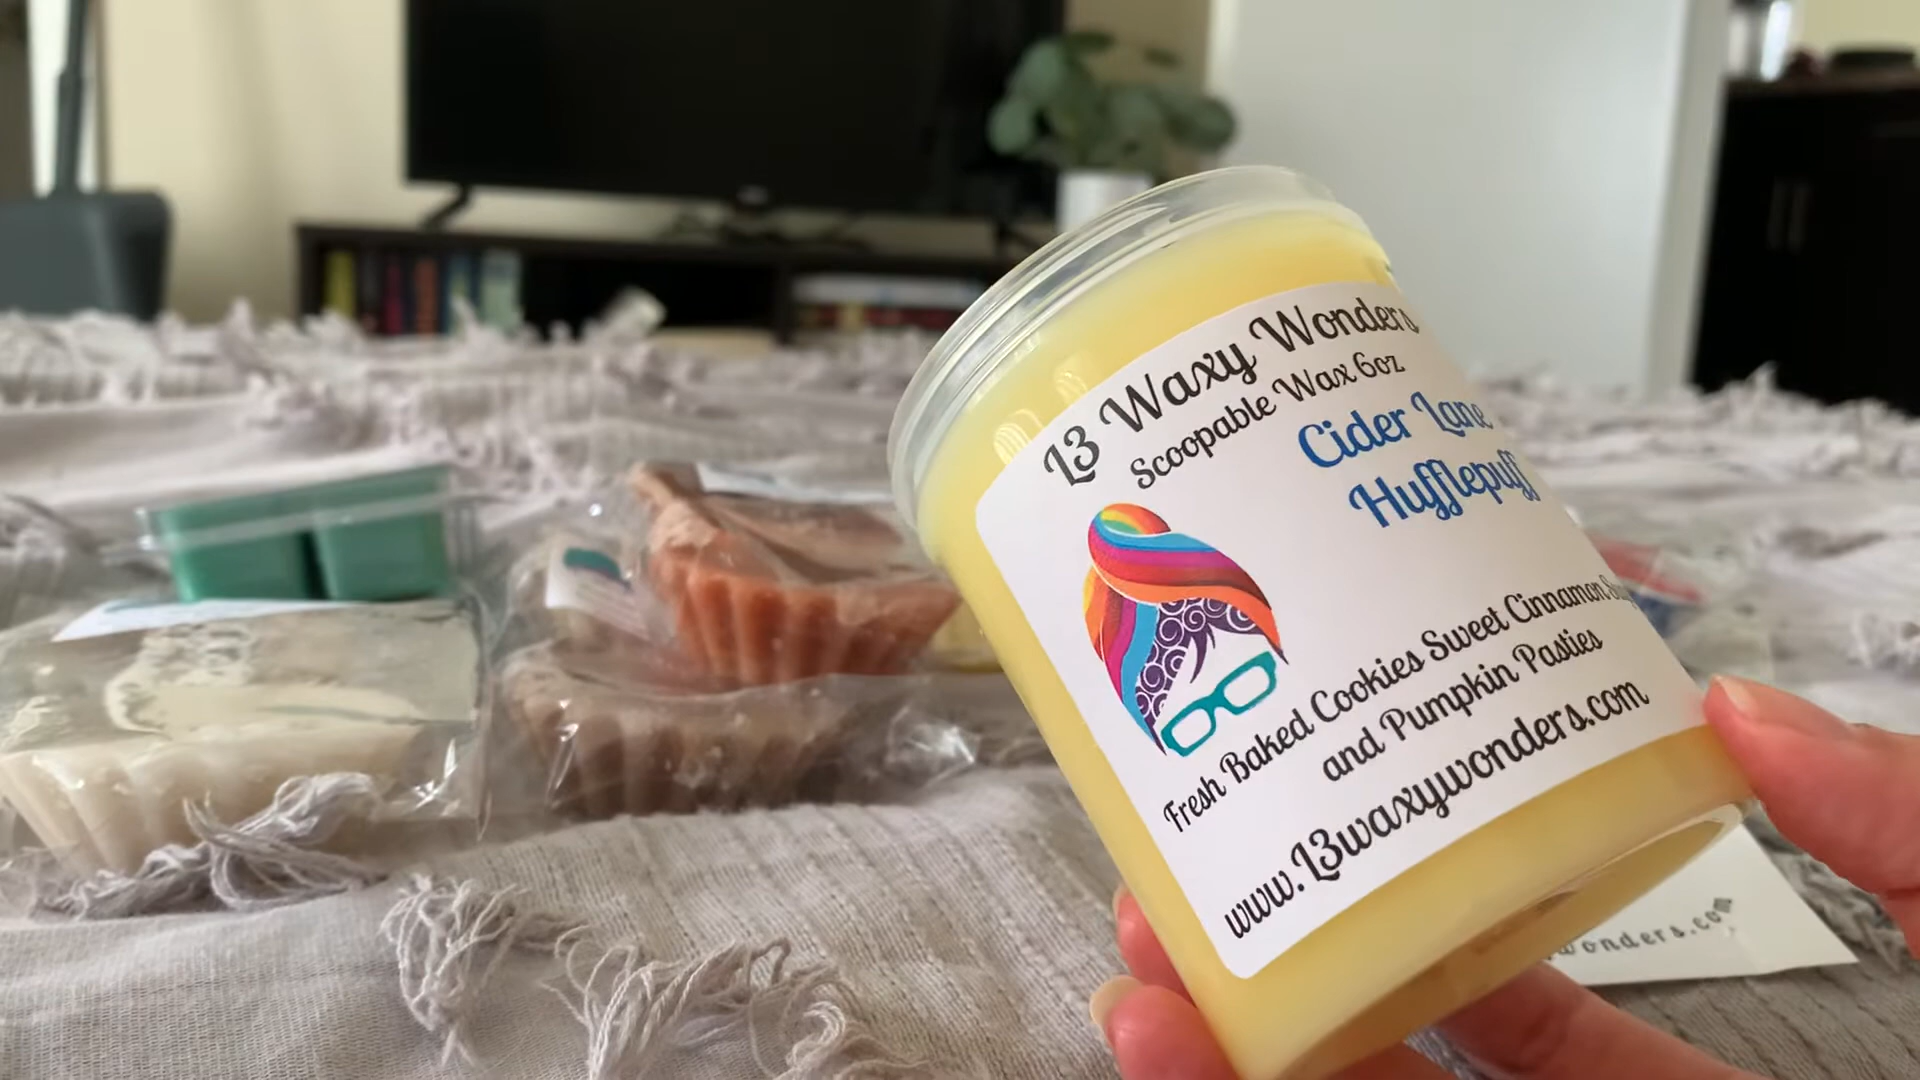 L3 Waxy Wonders
Scoopable Wax 6oz
Cider Lane
Hufflepuff
Fresh Baked Cookies Sweet Cinnamon
and Pumpkin Pasties
www.L3waxywonders.com
wonders.com